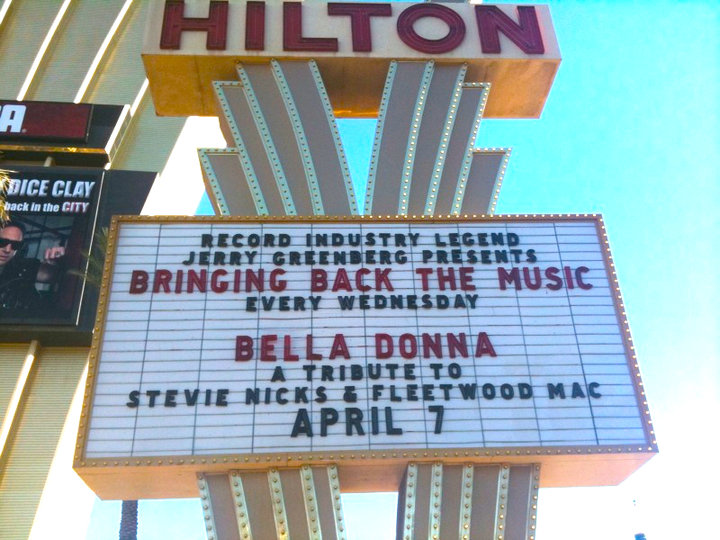 HILTON
A
DICE CLAY
back in the CITY
RECORD INDUSTRY LEGEND
JERRY GREENBERG PRESENTS
BRINGING BACK THE MUSIC
EVERY WEDNESDAY
BELLA DONNA
A TRIBUTE TO
STEVIE NICKS & FLEETWOOD MAC
APRIL 7